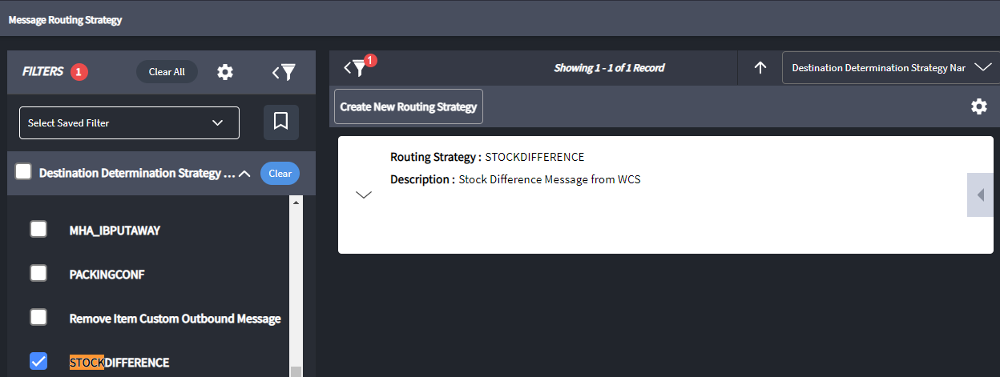 Message Routing Strategy
FILTERS 1 Clear All
Select Saved Filter
Destination Determination Strategy ... Clear
MHA_IBPUTAWAY
PACKINGCONF
Remove Item Custom Outbound Message
STOCKDIFFERENCE
1 Showing 1 - 1 of 1 Record Destination Determination Strategy Nar
Create New Routing Strategy
Routing Strategy : STOCKDIFFERENCE
Description : Stock Difference Message from WCS